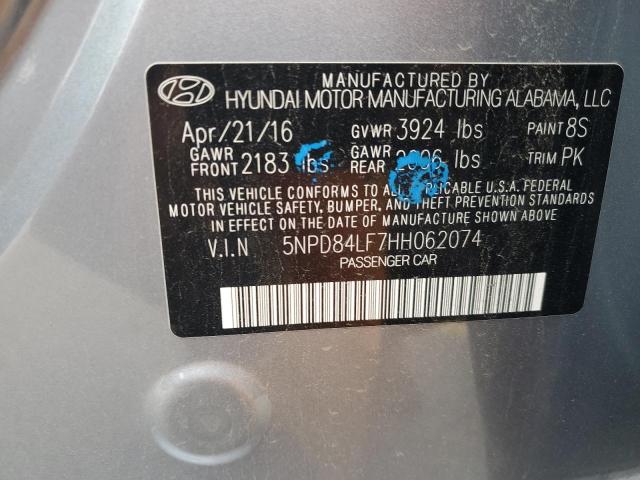 MANUFACTURED BY
HYUNDAI MOTOR MANUFACTURING ALABAMA, LLC
Apr/21/16 GVWR 3924 lbs PAINT 8S
GAWR FRONT 2183 lbs GAWR REAR lbs TRIM PK
THIS VEHICLE CONFORMS TO ALL APPLICABLE U.S.A. FEDERAL
MOTOR VEHICLE SAFETY, BUMPER, AND THEFT PREVENTION STANDARDS
IN EFFECT ON THE DATE OF MANUFACTURE SHOWN ABOVE.
V.I.N 5NPD84LF7HH062074
PASSENGER CAR